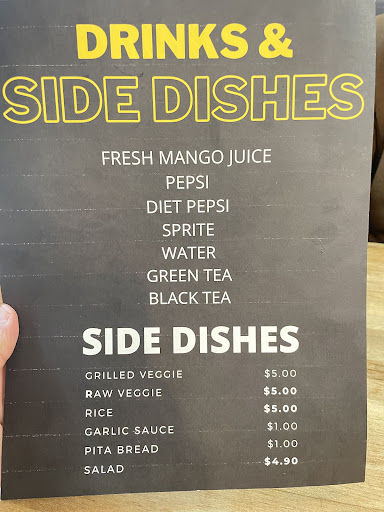 DRINKS &
SIDE DISHES
FRESH MANGO JUICE
PEPSI
DIET PEPSI
SPRITE
WATER
GREEN TEA
BLACK TEA
SIDE DISHES
GRILLED VEGGIE $5.00
RAW VEGGIE $5.00
RICE $5.00
GARLIC SAUCE $1.00
PITA BREAD $1.00
SALAD $4.90